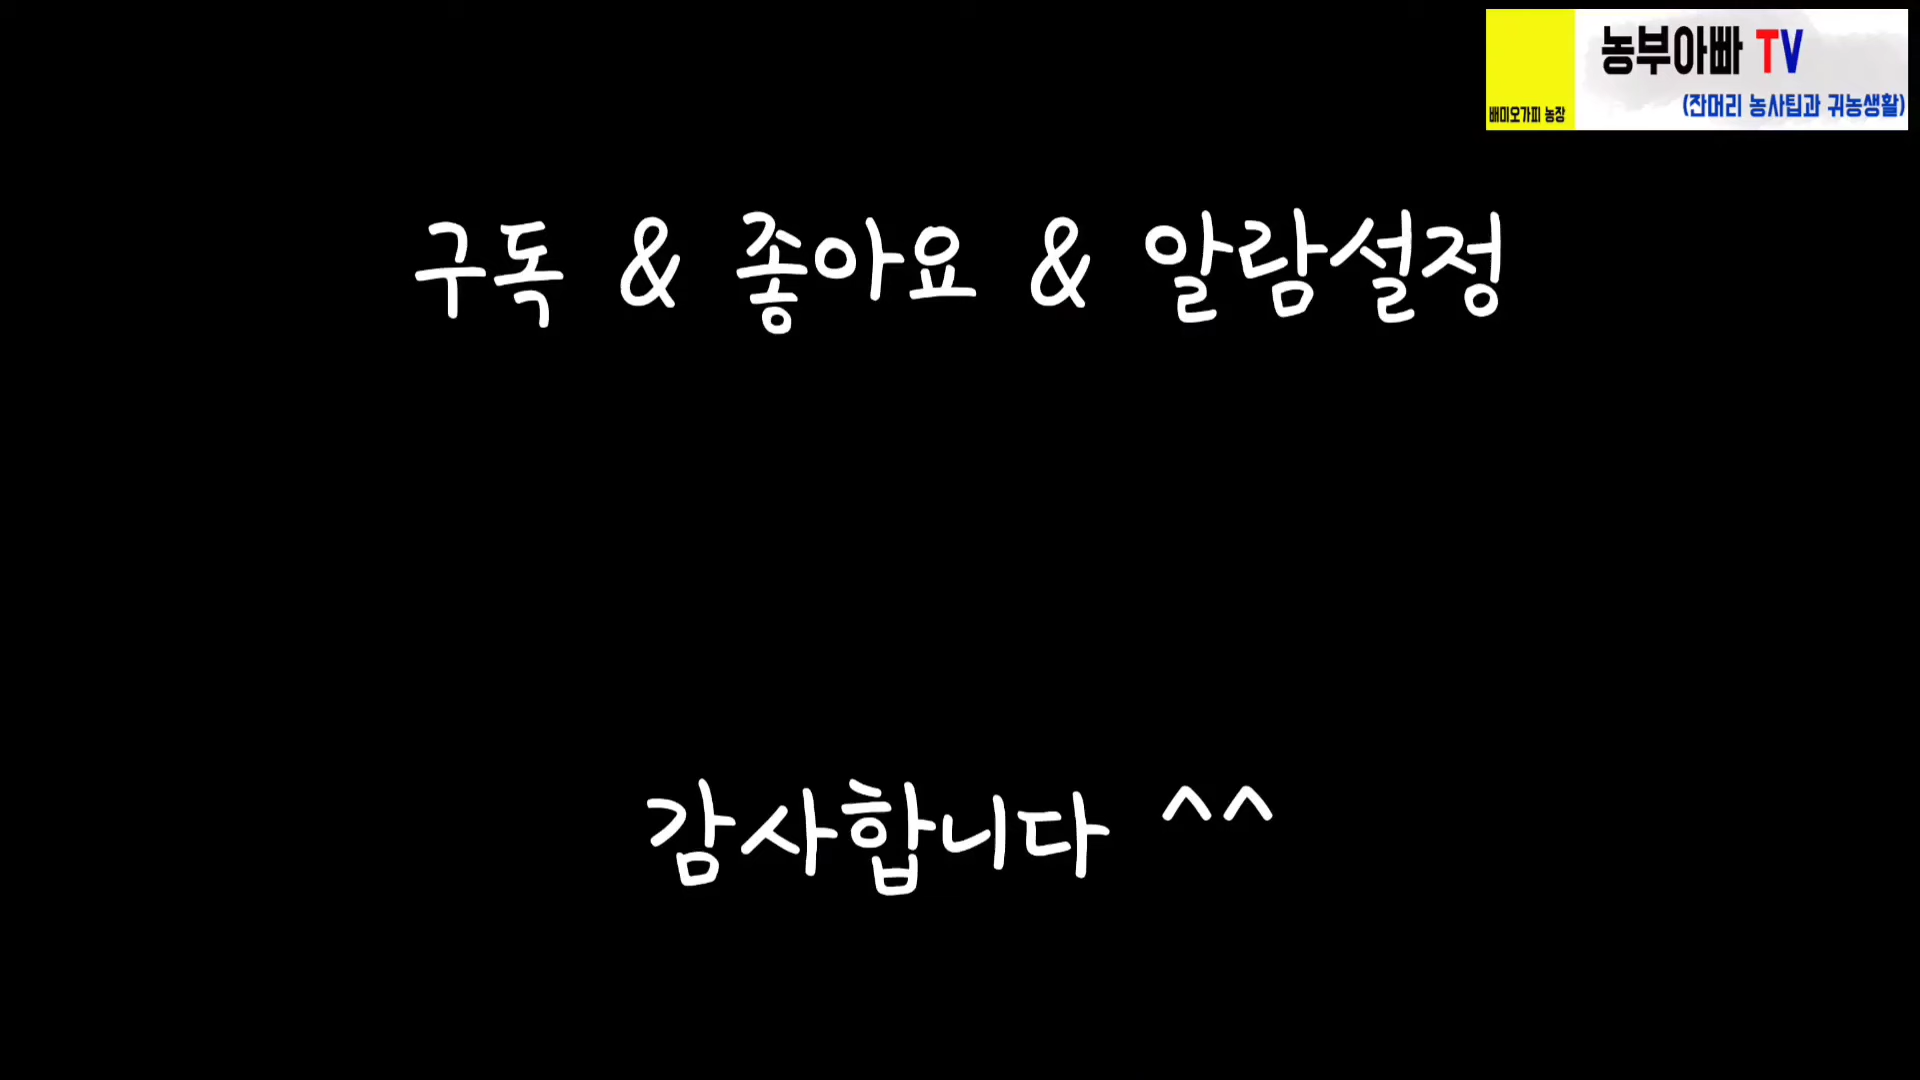 농부아빠 TV
(잔머리 농사팁과 귀농생활)
배미오가피 농장
구독 & 좋아요 & 알람설정
감사합니다 ^^